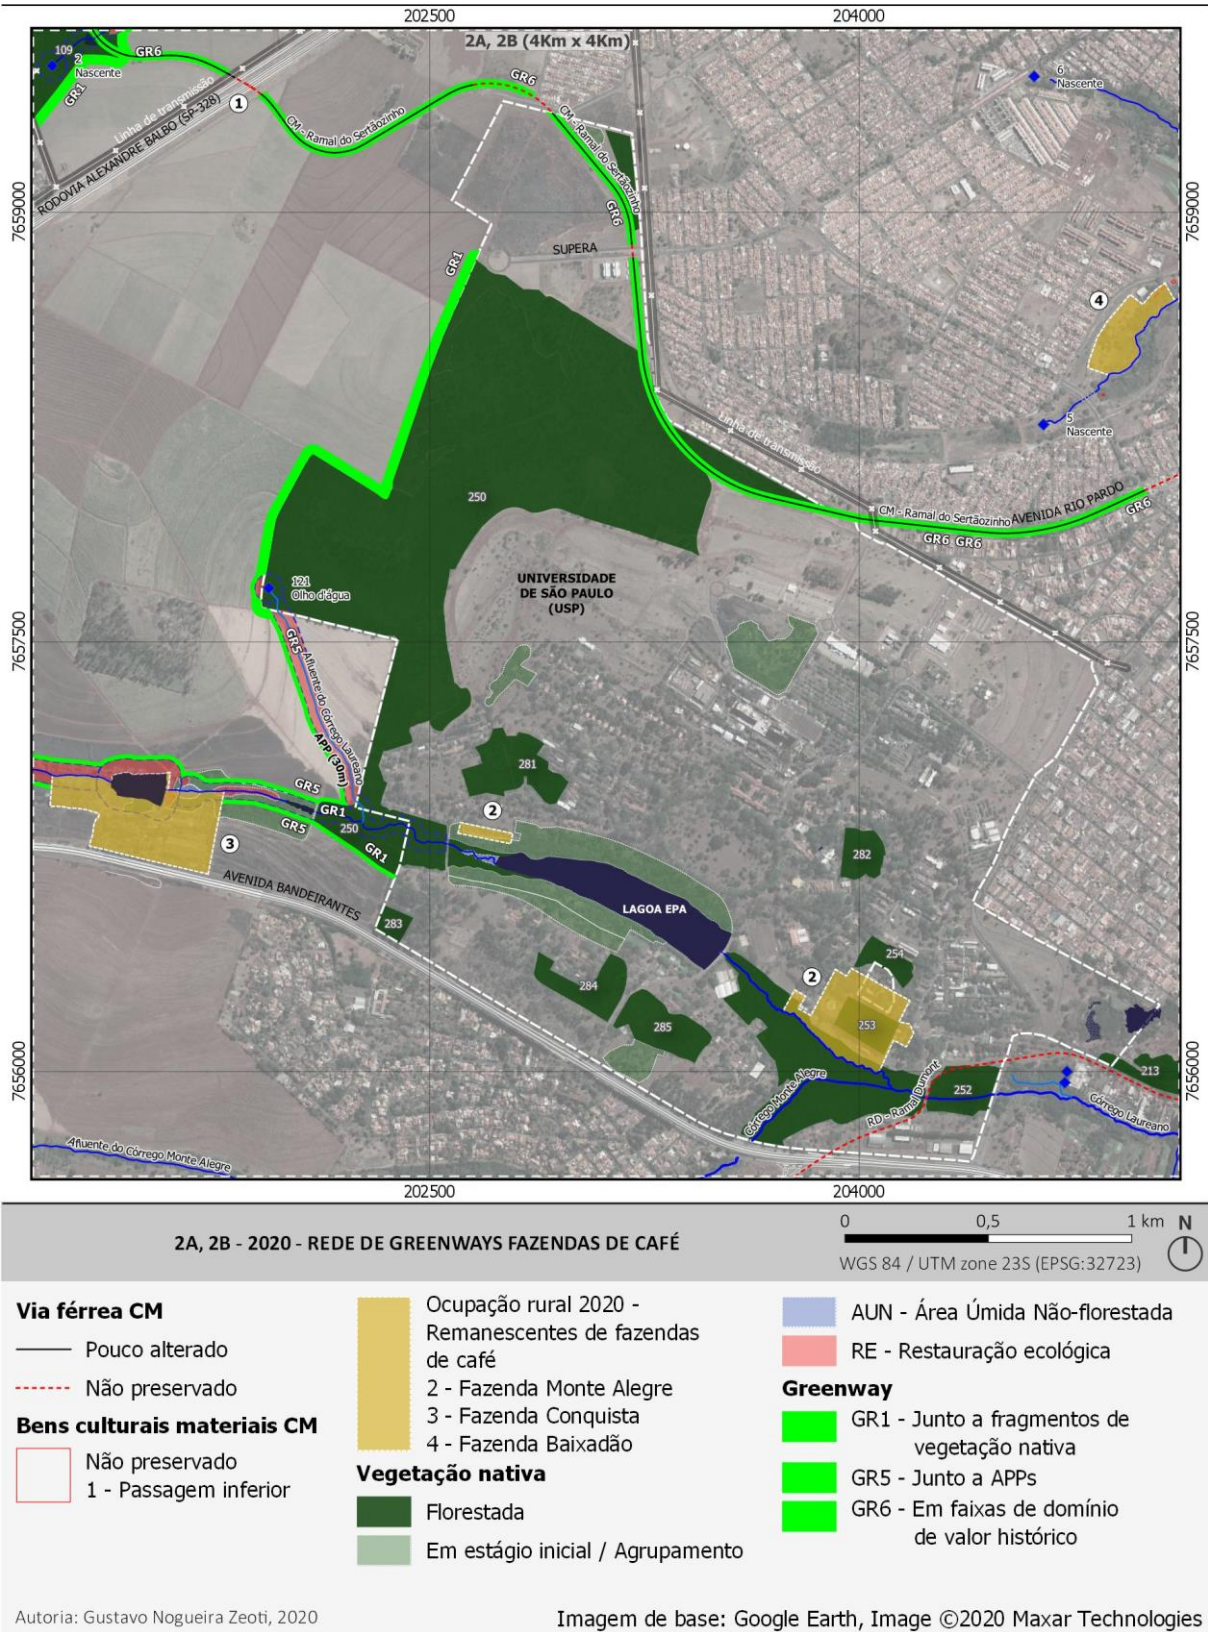 202500
204000
2A, 2B (4Km x 4Km)
109
2
Nascente
GR6
GR1
1
Linha de transmissão
RODOVIA ALEXANDRE BALBO (SP-328)
CM - Ramal do Sertãozinho
GR6
CM - Ramal do Sertãozinho
GR6
6
Nascente
7659000
7659000
SUPERA
GR1
4
5
Nascente
Linha de transmissão
250
CM - Ramal do Sertãozinho
AVENIDA RIO PARDO
GR6 GR6
GR6
121
Olho d'água
UNIVERSIDADE
DE SÃO PAULO
(USP)
7657500
7657500
GR5
Afluente do Córrego Laureano
APP (30m)
281
GR5
GR1
250
GR5
GR1
3
2
282
AVENIDA BANDEIRANTES
283
LAGOA EPA
254
2
284
285
253
213
252
RD - Ramal Dumont
Córrego Monte Alegre
Córrego Laureano
7656000
7656000
Afluente do Córrego Monte Alegre
202500
204000
2A, 2B - 2020 - REDE DE GREENWAYS FAZENDAS DE CAFÉ
0 0,5 1 km N
WGS 84 / UTM zone 23S (EPSG:32723)
Via férrea CM
Pouco alterado
Não preservado
Bens culturais materiais CM
Não preservado
1 - Passagem inferior
Ocupação rural 2020 -
Remanescentes de fazendas
de café
2 - Fazenda Monte Alegre
3 - Fazenda Conquista
4 - Fazenda Baixadão
Vegetação nativa
Florestada
Em estágio inicial / Agrupamento
AUN - Área Úmida Não-florestada
RE - Restauração ecológica
Greenway
GR1 - Junto a fragmentos de
vegetação nativa
GR5 - Junto a APPs
GR6 - Em faixas de domínio
de valor histórico
Autoria: Gustavo Nogueira Zeoti, 2020
Imagem de base: Google Earth, Image ©2020 Maxar Technologies